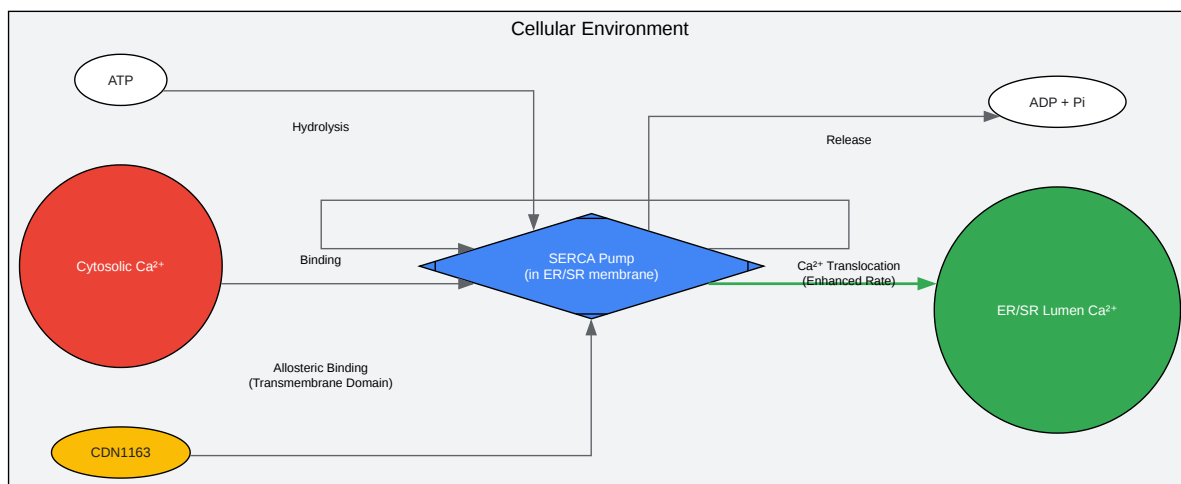 Cellular Environment
ATP
ADP + Pi
Hydrolysis
Release
Cytosolic Ca²⁺
Binding
SERCA Pump
(in ER/SR membrane)
Ca²⁺ Translocation
(Enhanced Rate)
ER/SR Lumen Ca²⁺
Allosteric Binding
(Transmembrane Domain)
CDN1163